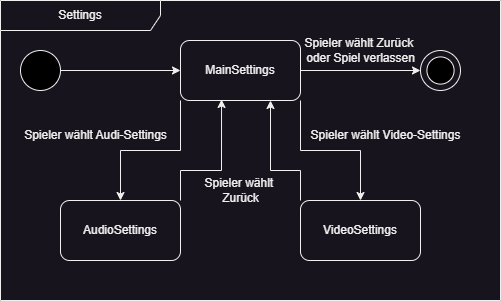 Settings
Spieler wählt Zurück
oder Spiel verlassen
MainSettings
Spieler wählt Audi-Settings
Spieler wählt Video-Settings
Spieler wählt
Zurück
AudioSettings
VideoSettings